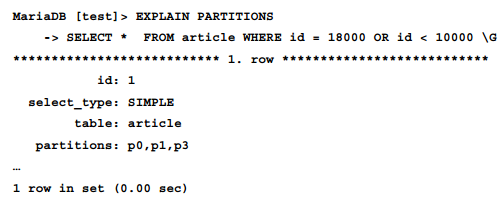 MariaDB [test]> EXPLAIN PARTITIONS
-> SELECT *  FROM article WHERE id = 18000 OR id < 10000 \G
*************************** 1. row ***************************
id: 1
select_type: SIMPLE
table: article
partitions: p0,p1,p3
…
1 row in set (0.00 sec)